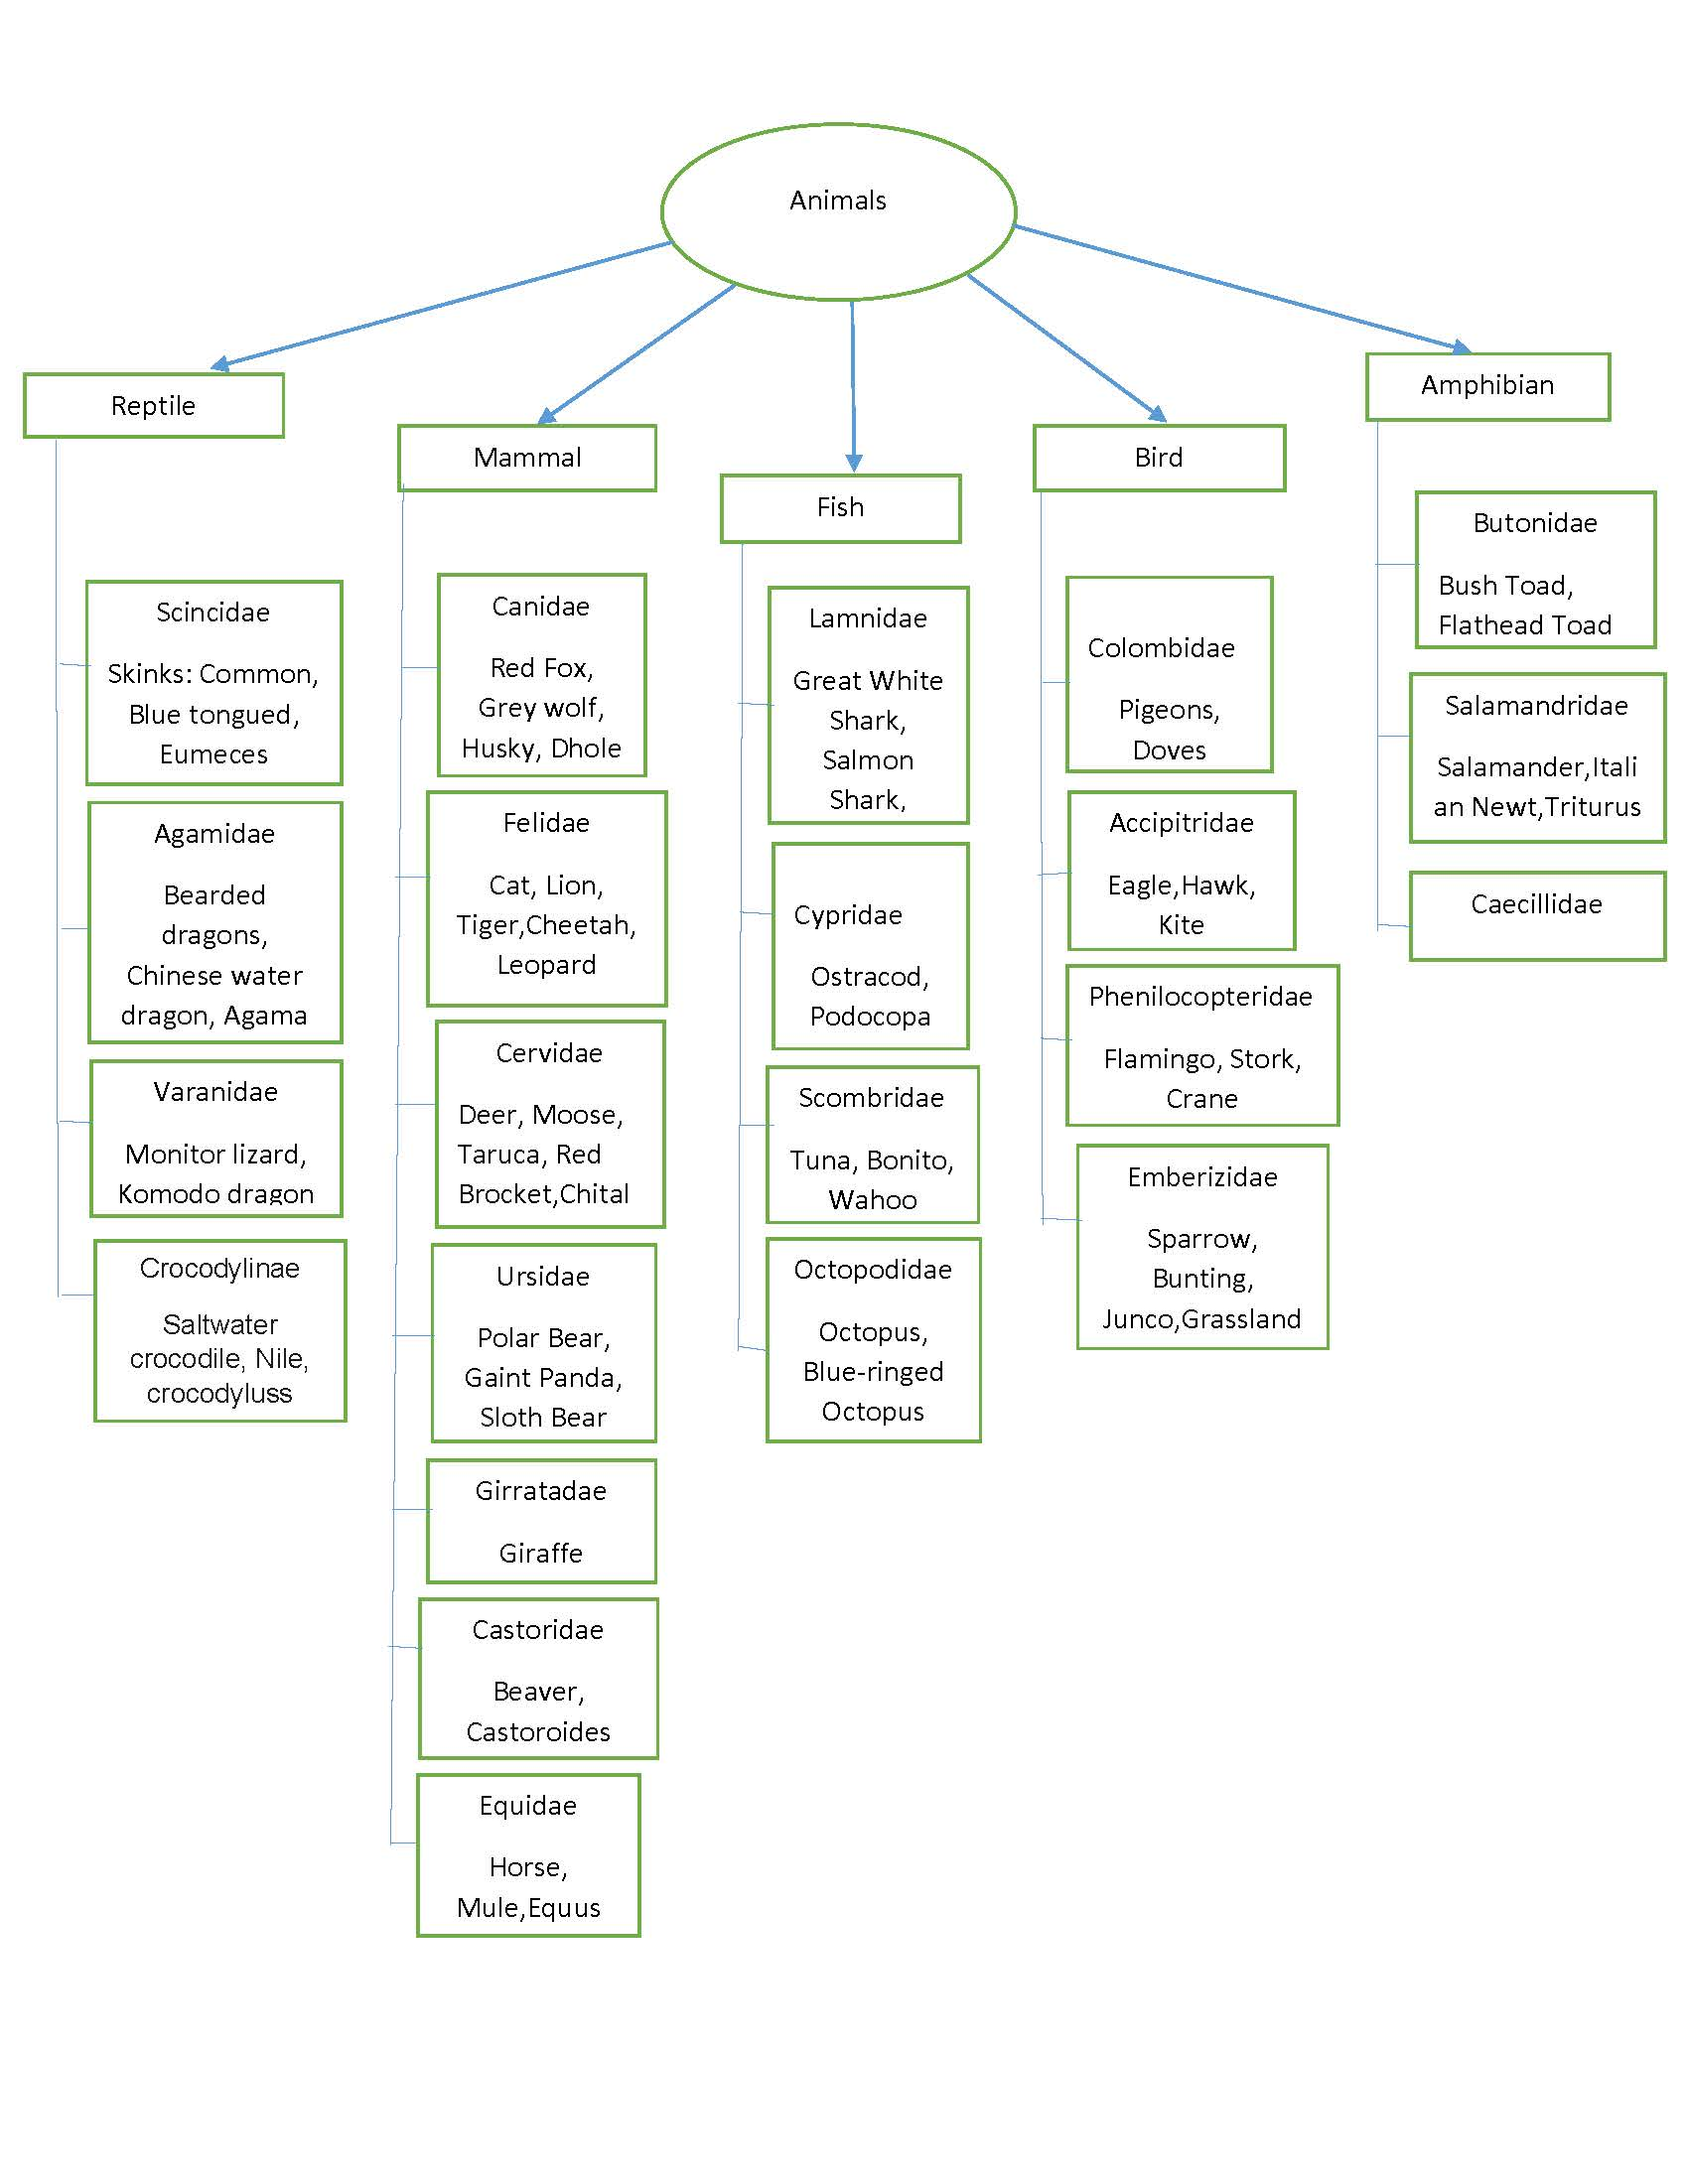 Animals
Reptile
Scincidae
Skinks: Common,
Blue tongued,
Eumeces
Agamidae
Bearded
dragons,
Chinese water
dragon, Agama
Varanidae
Monitor lizard,
Komodo dragon
Crocodylinae
Saltwater
crocodile, Nile,
crocodyluss
Mammal
Canidae
Red Fox,
Grey wolf,
Husky, Dhole
Felidae
Cat, Lion,
Tiger,Cheetah,
Leopard
Cervidae
Deer, Moose,
Taruca, Red
Brocket,Chital
Ursidae
Polar Bear,
Gaint Panda,
Sloth Bear
Girratadae
Giraffe
Castoridae
Beaver,
Castoroides
Equidae
Horse,
Mule,Equus
Fish
Lamnidae
Great White
Shark,
Salmon
Shark,
Cypridae
Ostracod,
Podocopa
Scombridae
Tuna, Bonito,
Wahoo
Octopodidae
Octopus,
Blue-ringed
Octopus
Bird
Colombidae
Pigeons,
Doves
Accipitridae
Eagle,Hawk,
Kite
Phenilocopteridae
Flamingo, Stork,
Crane
Emberizidae
Sparrow,
Bunting,
Junco,Grassland
Amphibian
Butonidae
Bush Toad,
Flathead Toad
Salamandridae
Salamander,Itali
an Newt,Triturus
Caecillidae